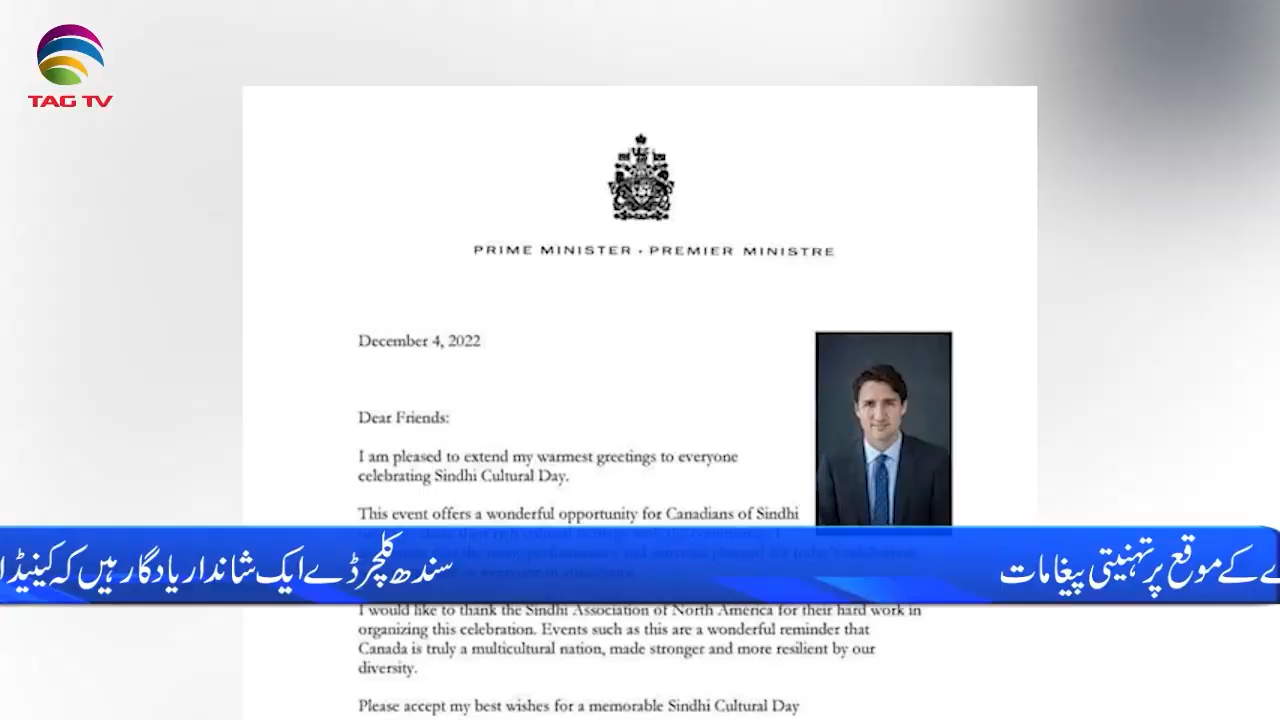 TAG TV
PRIME MINISTER · PREMIER MINISTRE
December 4, 2022
Dear Friends:
I am pleased to extend my warmest greetings to everyone
celebrating Sindhi Cultural Day.
This event offers a wonderful opportunity for Canadians of Sindhi
ے کے موقع پر تہنیتی پیغامات
سندھ کلچر ڈے ایک شاندار یادگار ہیں کہ کینیڈا
I would like to thank the Sindhi Association of North America for their hard work in
organizing this celebration. Events such as this are a wonderful reminder that
Canada is truly a multicultural nation, made stronger and more resilient by our
diversity.
Please accept my best wishes for a memorable Sindhi Cultural Day